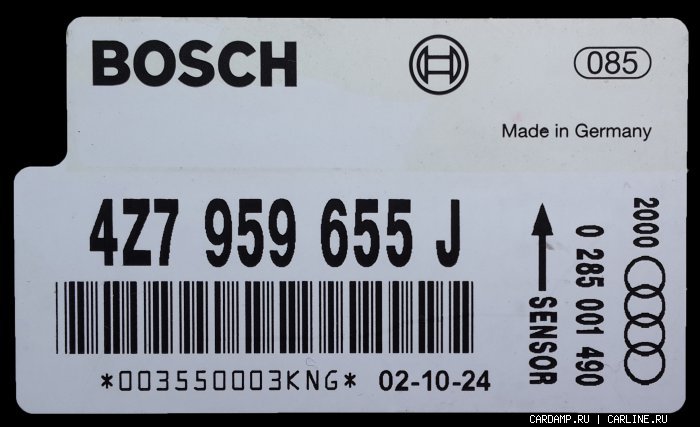 BOSCH
085
Made in Germany
4Z7 959 655 J
*003550003KNG* 02-10-24
SENSOR
0 285 001 490
2000
CARDAMP.RU | CARLINE.RU